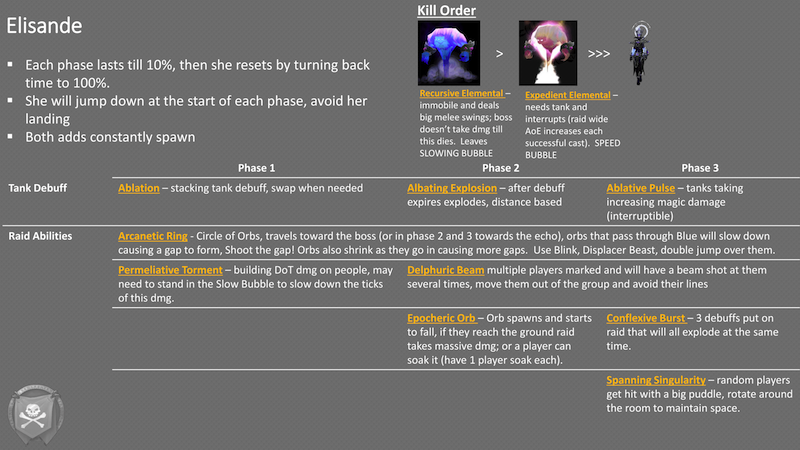 Elisande
Each phase lasts till 10%, then she resets by turning back
time to 100%.
She will jump down at the start of each phase, avoid her
landing
Both adds constantly spawn
Kill Order
>
>>>
Recursive Elemental –
immobile and deals
big melee swings; boss
doesn't take dmg till
this dies.  Leaves
SLOWING BUBBLE
Expedient Elemental –
needs tank and
interrupts (raid wide
AoE increases each
successful cast).  SPEED
BUBBLE
Phase 1
Phase 2
Phase 3
Tank Debuff
Ablation – stacking tank debuff, swap when needed
Albating Explosion – after debuff
expires explodes, distance based
Ablative Pulse – tanks taking
increasing magic damage
(interruptible)
Raid Abilities
Arcanetic Ring - Circle of Orbs, travels toward the boss (or in phase 2 and 3 towards the echo), orbs that pass through Blue will slow down
causing a gap to form, Shoot the gap! Orbs also shrink as they go in causing more gaps.  Use Blink, Displacer Beast, double jump over them.
Permeliative Torment – building DoT dmg on people, may
need to stand in the Slow Bubble to slow down the ticks
of this dmg.
Delphuric Beam multiple players marked and will have a beam shot at them
several times, move them out of the group and avoid their lines
Epocheric Orb – Orb spawns and starts
to fall, if they reach the ground raid
takes massive dmg; or a player can
soak it (have 1 player soak each).
Conflexive Burst – 3 debuffs put on
raid that will all explode at the same
time.
Spanning Singularity – random players
get hit with a big puddle, rotate around
the room to maintain space.